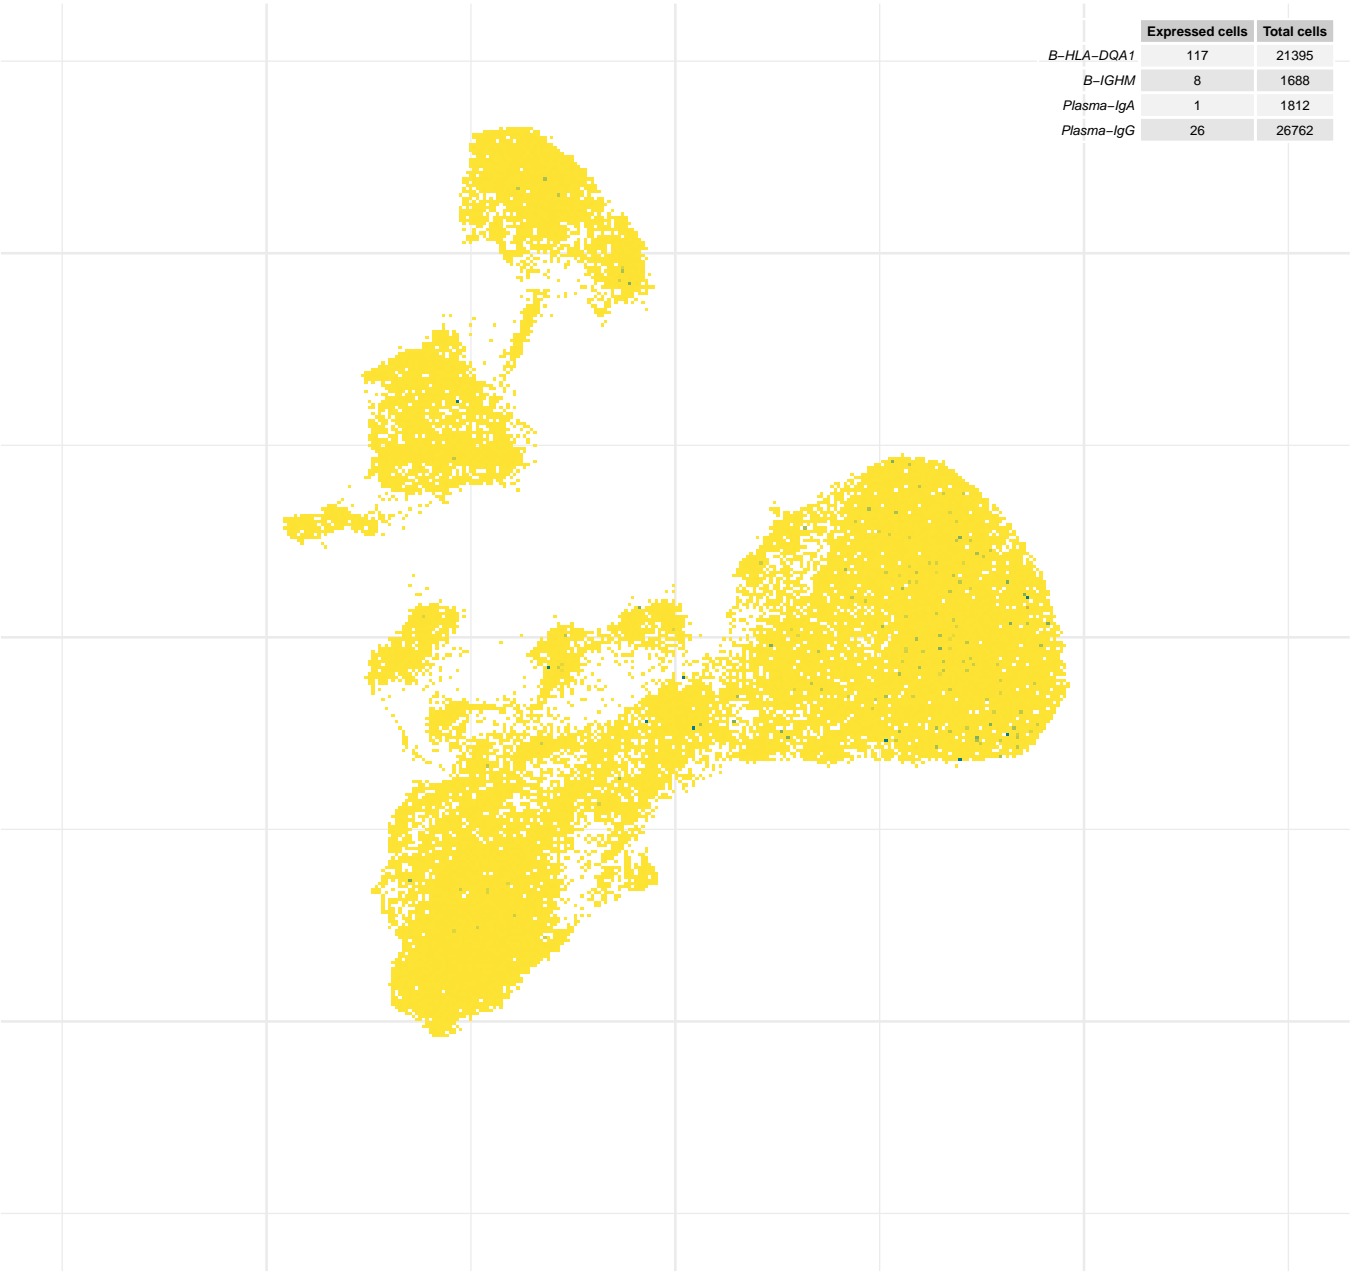 Expressed cells Total cells
B−HLA−DQA1 117 21395
B−IGHM 8 1688
Plasma−IgA 1 1812
Plasma−IgG 26 26762